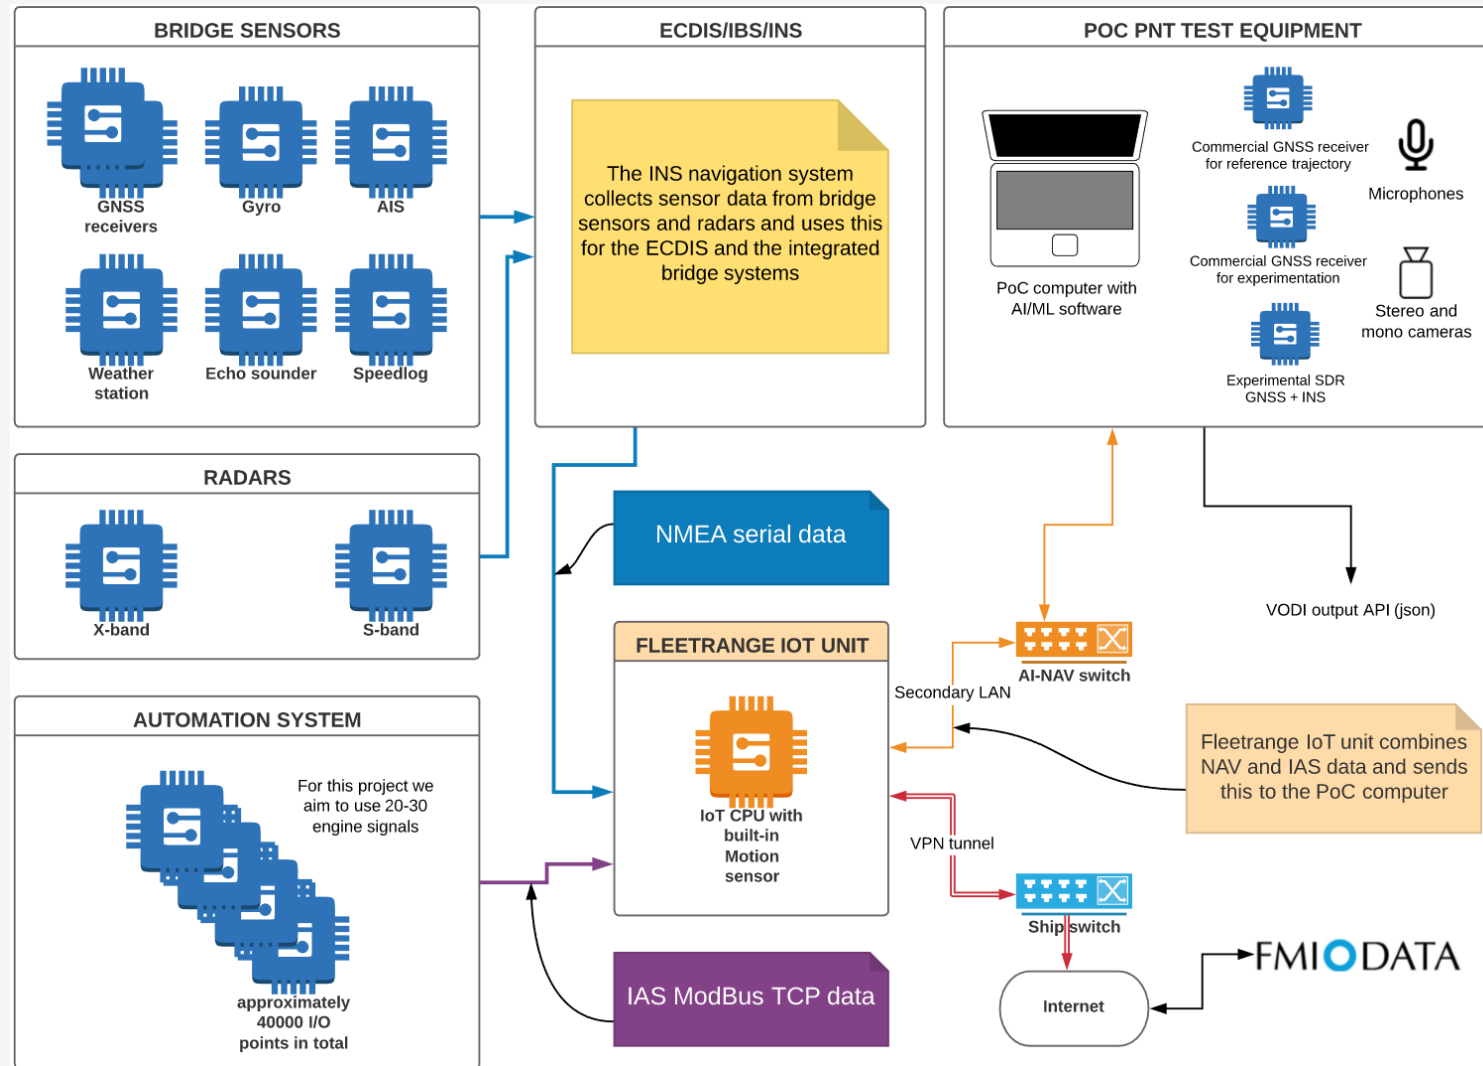 BRIDGE SENSORS
GNSS
receivers
Gyro
AIS
Weather
station
Echo sounder
Speedlog
ECDIS/IBS/INS
The INS navigation system
collects sensor data from bridge
sensors and radars and uses this
for the ECDIS and the integrated
bridge systems
POC PNT TEST EQUIPMENT
PoC computer with
AI/ML software
Commercial GNSS receiver
for reference trajectory
Commercial GNSS receiver
for experimentation
Experimental SDR
GNSS + INS
Microphones
Stereo and
mono cameras
RADARS
X-band
S-band
NMEA serial data
VODI output API (json)
FLEETRANGE IOT UNIT
IoT CPU with
built-in
Motion
sensor
AI-NAV switch
Secondary LAN
Fleetrange IoT unit combines
NAV and IAS data and sends
this to the PoC computer
AUTOMATION SYSTEM
For this project we
aim to use 20-30
engine signals
approximately
40000 I/O
points in total
VPN tunnel
Ship switch
IAS ModBus TCP data
Internet
FMIODATA